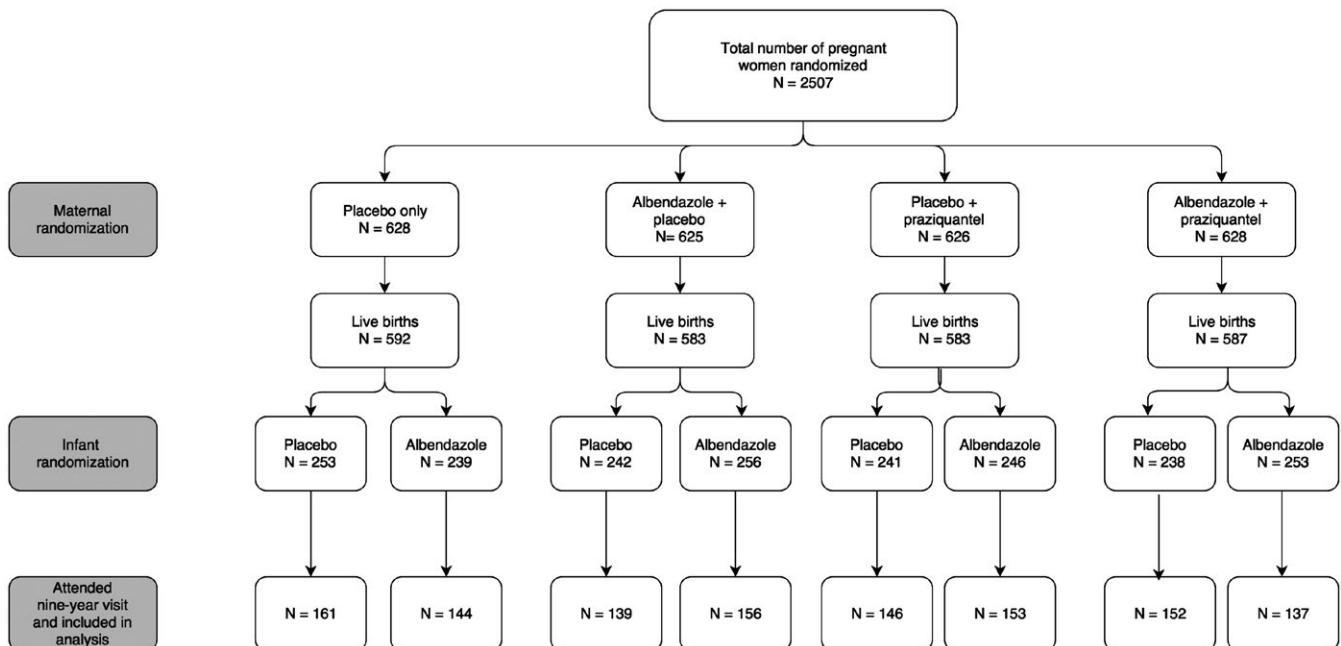 Total number of pregnant
women randomized
N = 2507
Maternal
randomization
Placebo only
N = 628
Albendazole +
placebo
N= 625
Placebo +
praziquantel
N = 626
Albendazole +
praziquantel
N = 628
Live births
N = 592
Live births
N = 583
Live births
N = 583
Live births
N = 587
Infant
randomization
Placebo
N = 253
Albendazole
N = 239
Placebo
N = 242
Albendazole
N = 256
Placebo
N = 241
Albendazole
N = 246
Placebo
N = 238
Albendazole
N = 253
Attended
nine-year visit
and included in
analysis
N = 161
N = 144
N = 139
N = 156
N = 146
N = 153
N = 152
N = 137